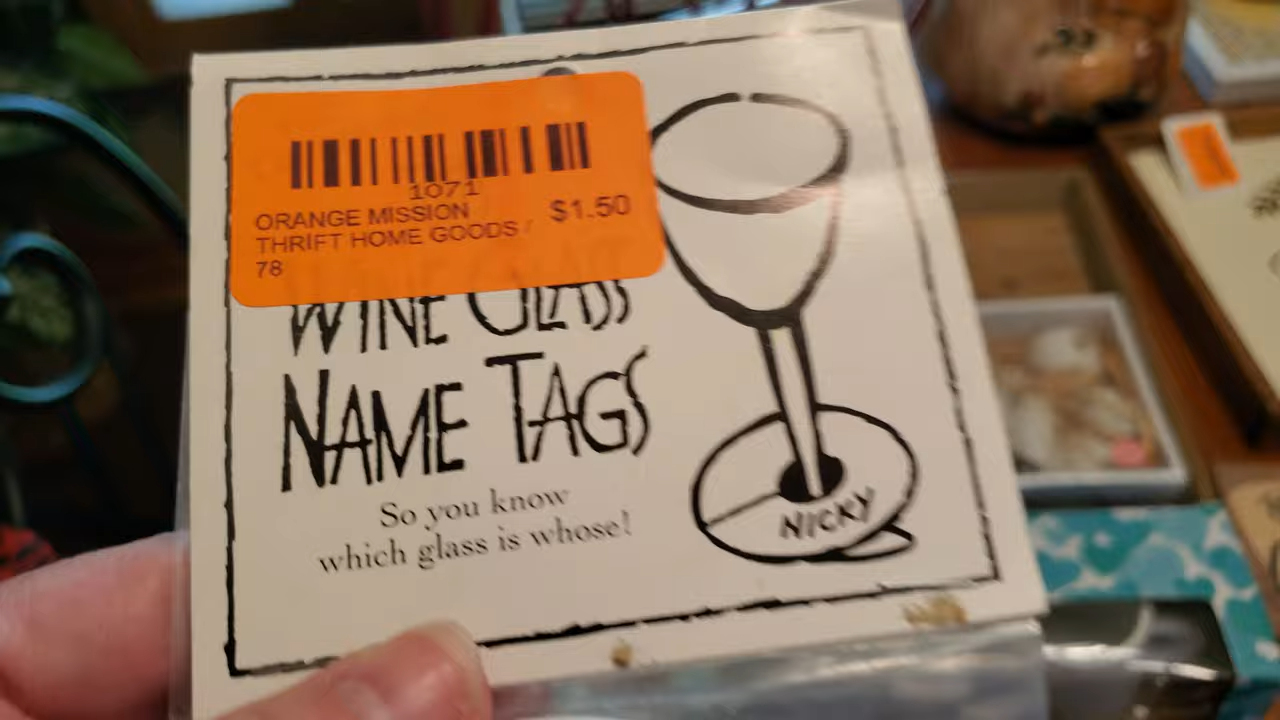 1071
ORANGE MISSION $1.50
THRIFT HOME GOODS /
78
WINE GLASS
NAME TAGS
So you know
which glass is whose!
NICKY